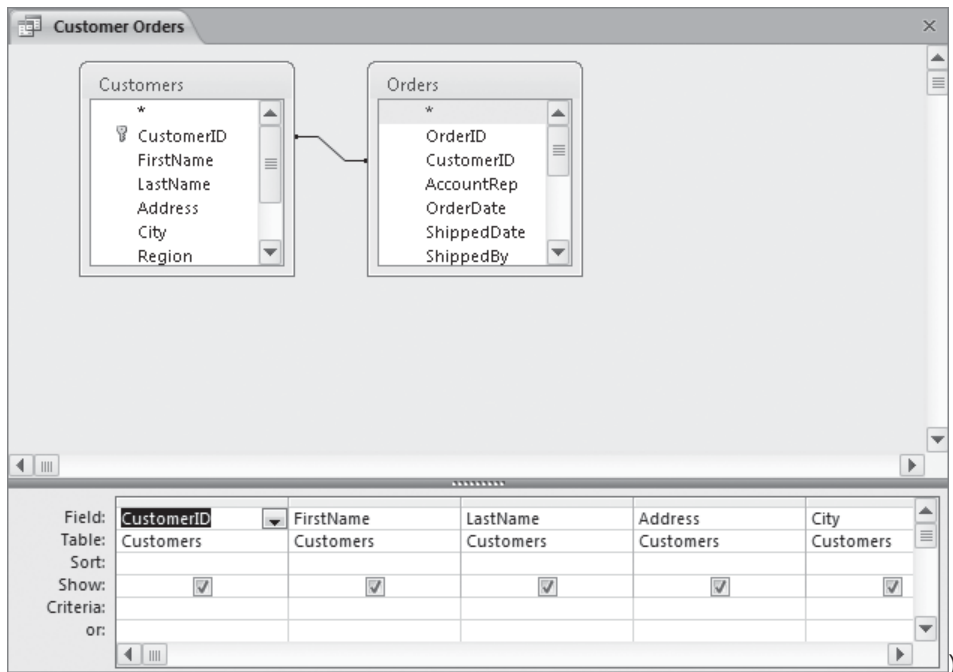 Customer Orders
Customers
*
CustomerID
FirstName
LastName
Address
City
Region
Orders
*
OrderID
CustomerID
AccountRep
OrderDate
ShippedDate
ShippedBy
Field: CustomerID FirstName LastName Address City
Table: Customers Customers Customers Customers Customers
Sort:
Show:
Criteria:
or:
)